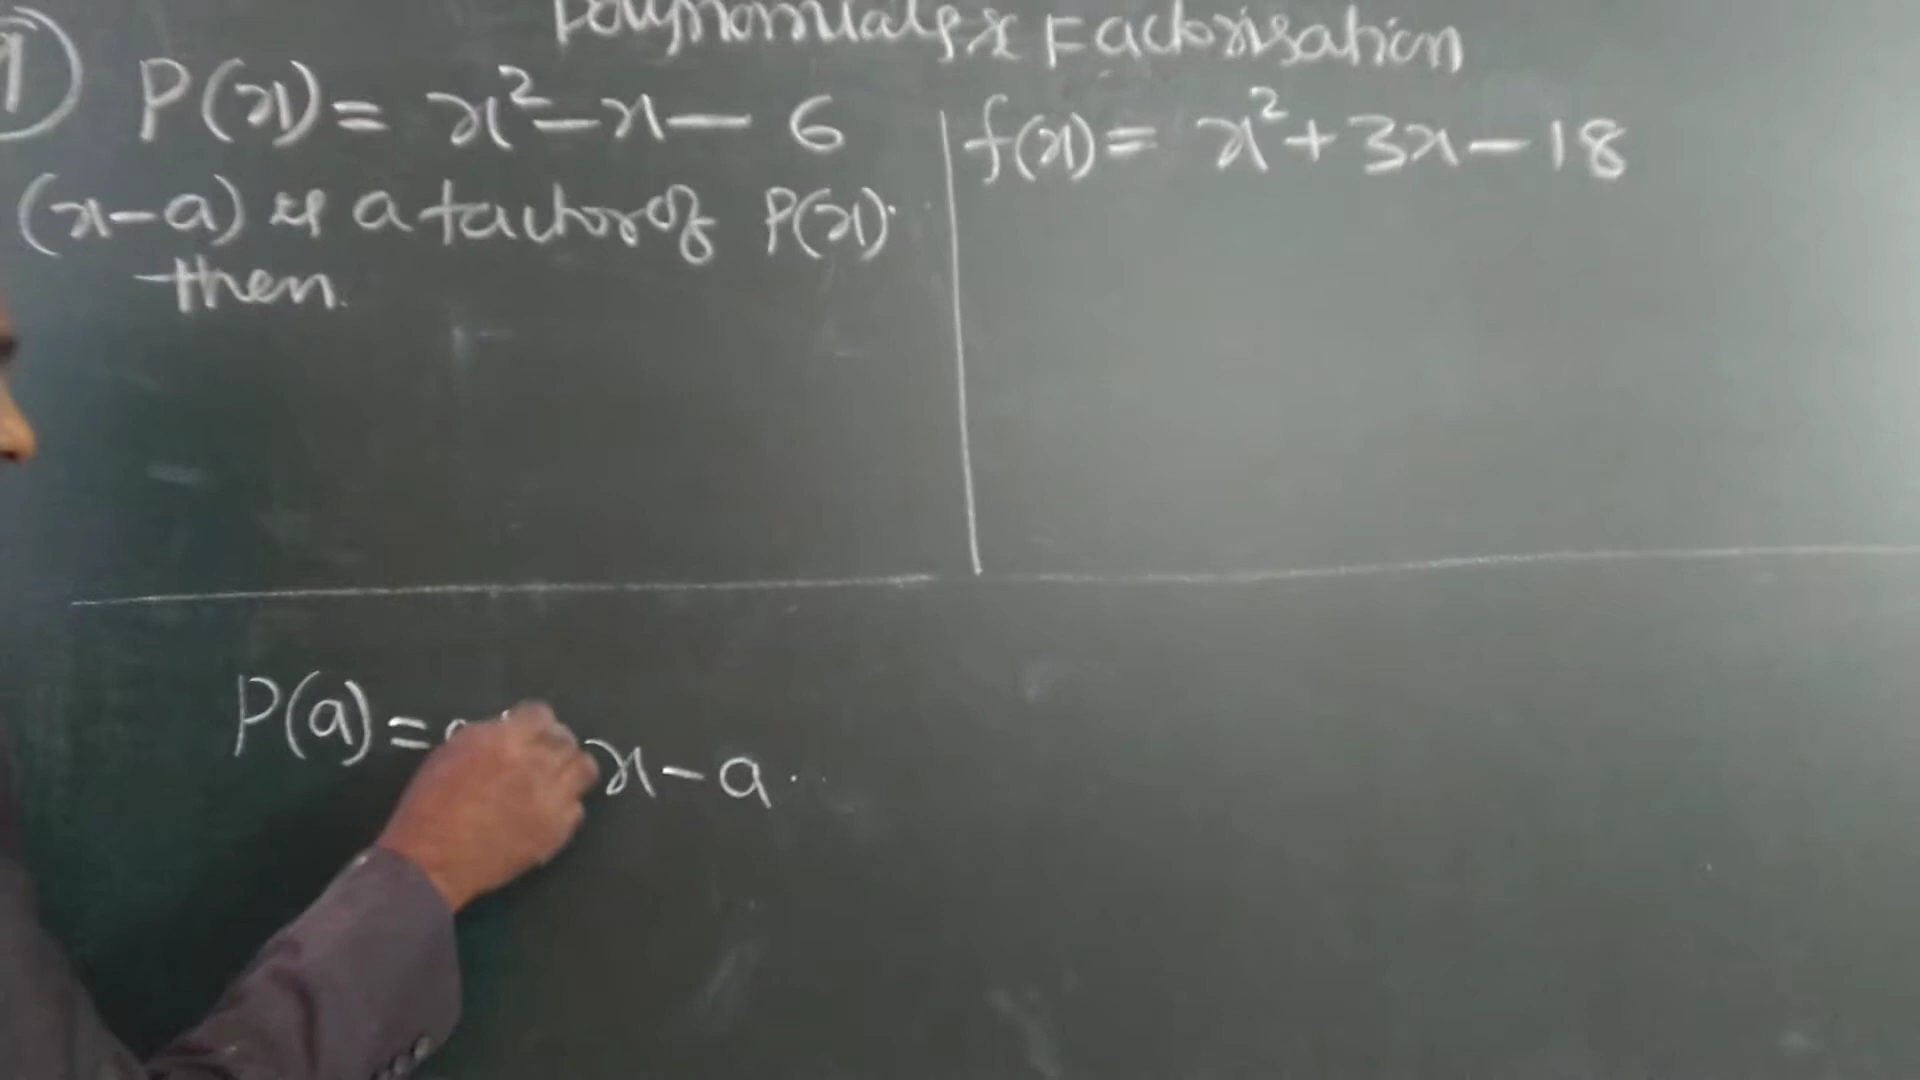 Polynomials & Factorisation
1
P(x) = x² - x - 6
(x-a) is a factor of P(x).
then.
f(x) = x² + 3x - 18
P(a) =
x - a .